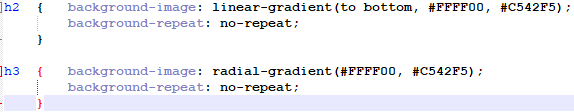 h2 { background-image: linear-gradient(to bottom, #FFFF00, #C542F5);
background-repeat: no-repeat;
}
h3 { background-image: radial-gradient(#FFFF00, #C542F5);
background-repeat: no-repeat;
}